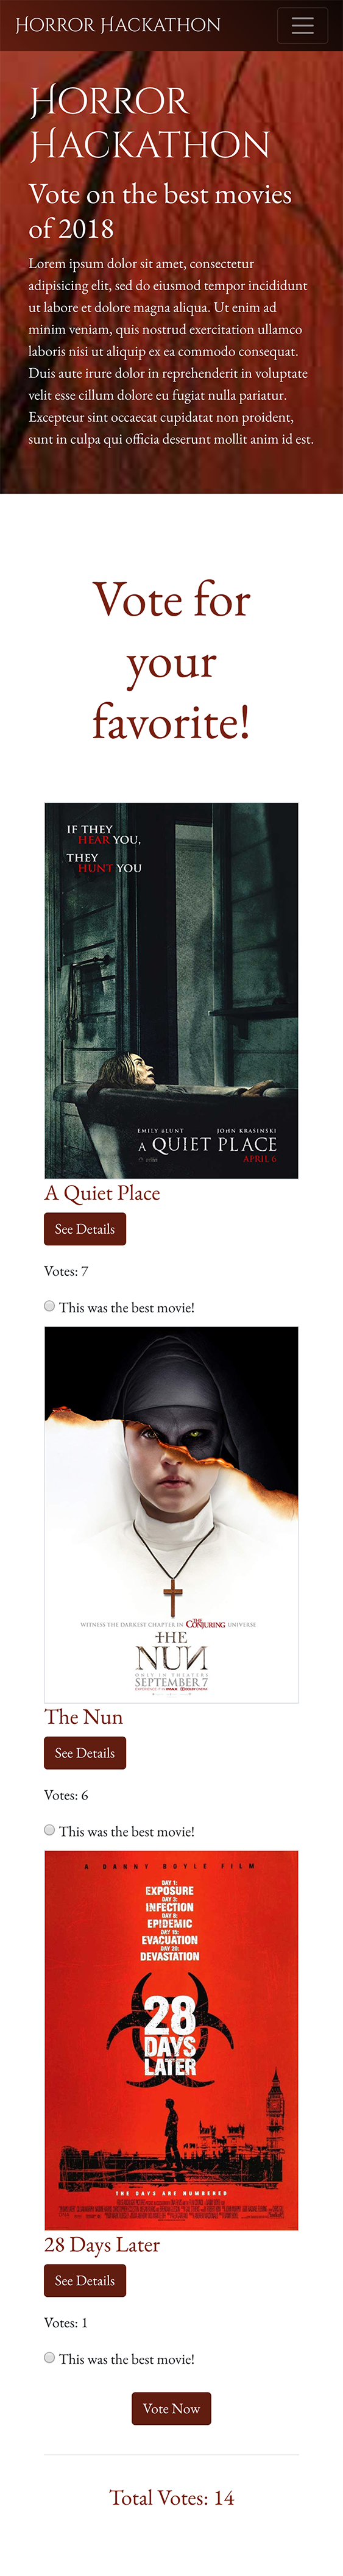 Horror Hackathon
Horror
Hackathon
Vote on the best movies
of 2018
Lorem ipsum dolor sit amet, consectetur
adipisicing elit, sed do eiusmod tempor incididunt
ut labore et dolore magna aliqua. Ut enim ad
minim veniam, quis nostrud exercitation ullamco
laboris nisi ut aliquip ex ea commodo consequat.
Duis aute irure dolor in reprehenderit in voluptate
velit esse cillum dolore eu fugiat nulla pariatur.
Excepteur sint occaecat cupidatat non proident,
sunt in culpa qui officia deserunt mollit anim id est.
Vote for
your
favorite!
IF THEY
HEAR YOU,
THEY
HUNT YOU
EMILY BLUNT JOHN KRASINSKI
A QUIET PLACE
APRIL 6
A Quiet Place
See Details
Votes: 7
This was the best movie!
WITNESS THE DARKEST CHAPTER IN THE CONJURING UNIVERSE
THE
NUN
ONLY IN THEATERS
SEPTEMBER 7
The Nun
See Details
Votes: 6
This was the best movie!
A DANNY BOYLE FILM
DAY 1:
EXPOSURE
DAY 3:
INFECTION
DAY 8:
EPIDEMIC
DAY 15:
EVACUATION
DAY 20:
DEVASTATION
28
DAYS
LATER
THE DAYS ARE NUMBERED
28 Days Later
See Details
Votes: 1
This was the best movie!
Vote Now
Total Votes: 14